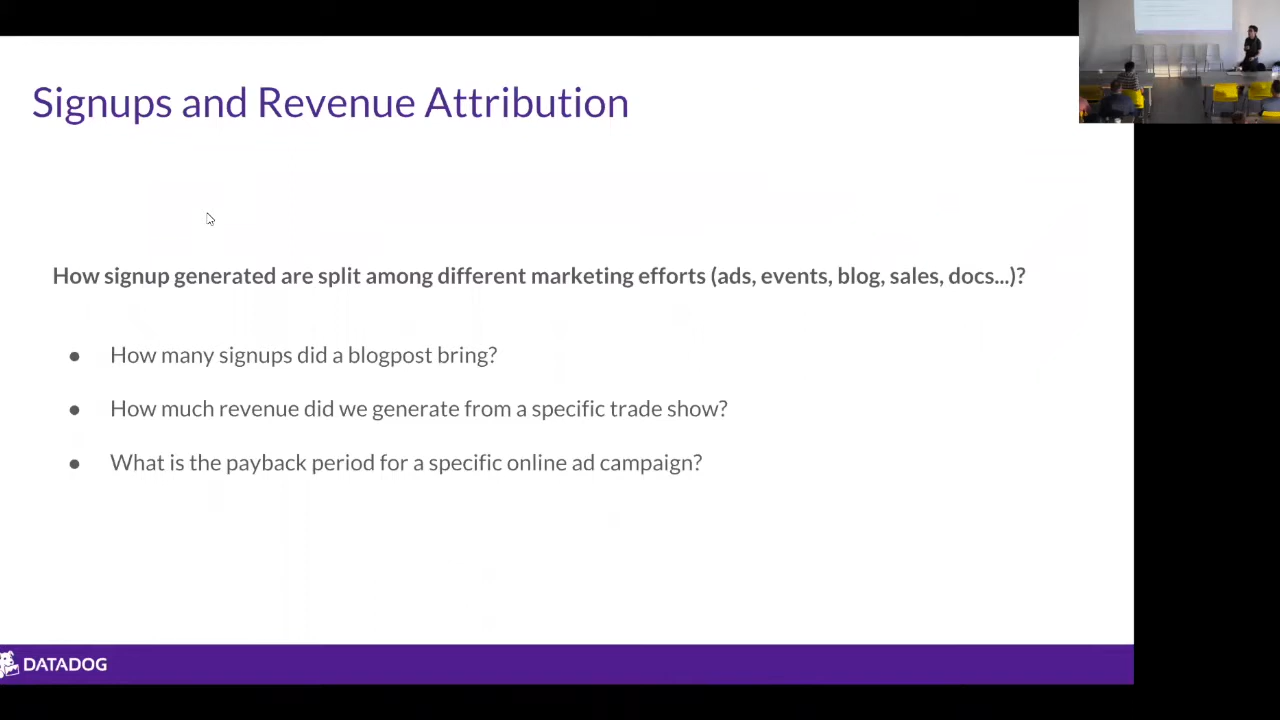 Signups and Revenue Attribution
How signup generated are split among different marketing efforts (ads, events, blog, sales, docs...)?
● How many signups did a blogpost bring?
● How much revenue did we generate from a specific trade show?
● What is the payback period for a specific online ad campaign?
DATADOG